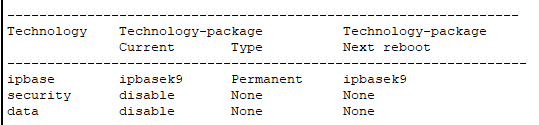 -----------------------------------------------------------------
Technology    Technology-package          Technology-package
              Current       Type          Next reboot
------------------------------------------------------------------
ipbase        ipbasek9      Permanent     ipbasek9
security      disable       None          None
data          disable       None          None